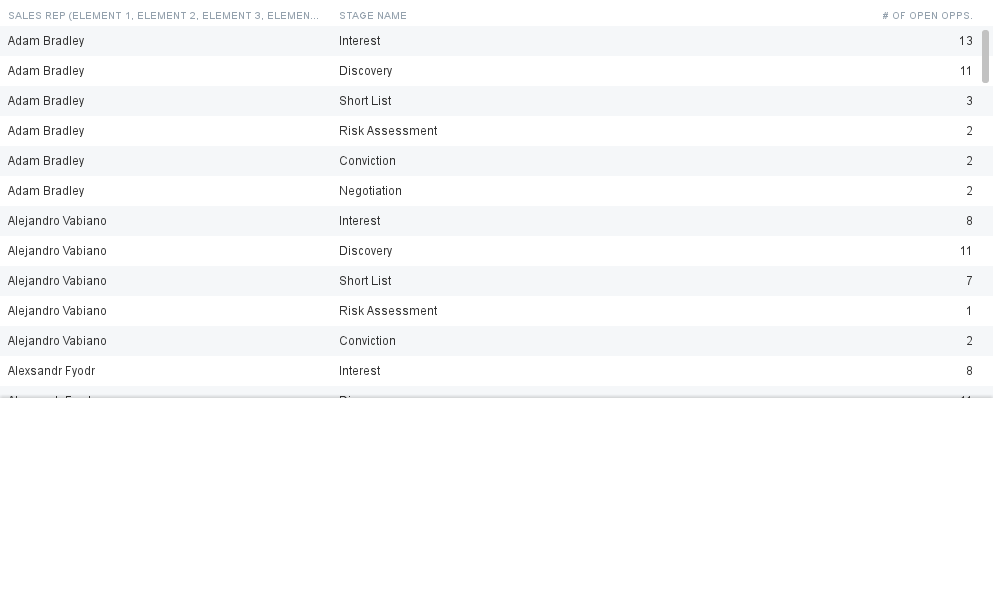 SALES REP (ELEMENT 1, ELEMENT 2, ELEMENT 3, ELEMEN... STAGE NAME # OF OPEN OPPS.
Adam Bradley Interest 13
Adam Bradley Discovery 11
Adam Bradley Short List 3
Adam Bradley Risk Assessment 2
Adam Bradley Conviction 2
Adam Bradley Negotiation 2
Alejandro Vabiano Interest 8
Alejandro Vabiano Discovery 11
Alejandro Vabiano Short List 7
Alejandro Vabiano Risk Assessment 1
Alejandro Vabiano Conviction 2
Alexsandr Fyodr Interest 8